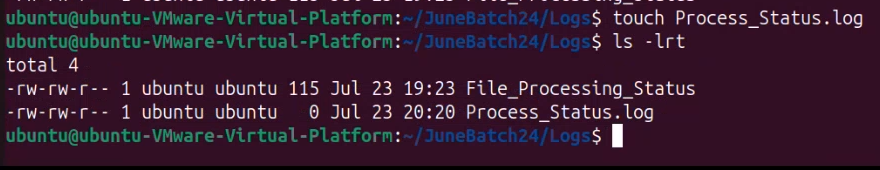 ubuntu@ubuntu-VMware-Virtual-Platform:~/JuneBatch24/Logs$ touch Process_Status.log
ubuntu@ubuntu-VMware-Virtual-Platform:~/JuneBatch24/Logs$ ls -lrt
total 4
-rw-rw-r-- 1 ubuntu ubuntu 115 Jul 23 19:23 File_Processing_Status
-rw-rw-r-- 1 ubuntu ubuntu   0 Jul 23 20:20 Process_Status.log
ubuntu@ubuntu-VMware-Virtual-Platform:~/JuneBatch24/Logs$